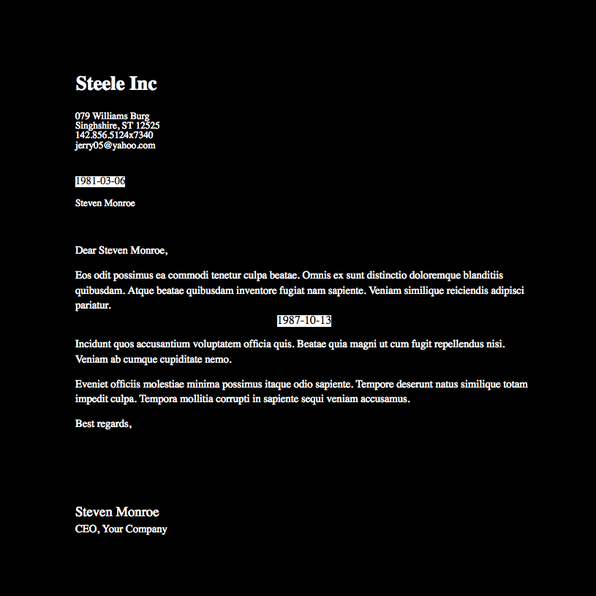 Steele Inc
079 Williams Burg
Singhshire, ST 12525
142.856.5124x7340
jerry05@yahoo.com
1981-03-06
Steven Monroe
Dear Steven Monroe,
Eos odit possimus ea commodi tenetur culpa beatae. Omnis ex sunt distinctio doloremque blanditiis
quibusdam. Atque beatae quibusdam inventore fugiat nam sapiente. Veniam similique reiciendis adipisci
pariatur.
1987-10-13
Incidunt quos accusantium voluptatem officia quis. Beatae quia magni ut cum fugit repellendus nisi.
Veniam ab cumque cupiditate nemo.
Eveniet officiis molestiae minima possimus itaque odio sapiente. Tempore deserunt natus similique totam
impedit culpa. Tempora mollitia corrupti in sapiente sequi veniam accusamus.
Best regards,
Steven Monroe
CEO, Your Company